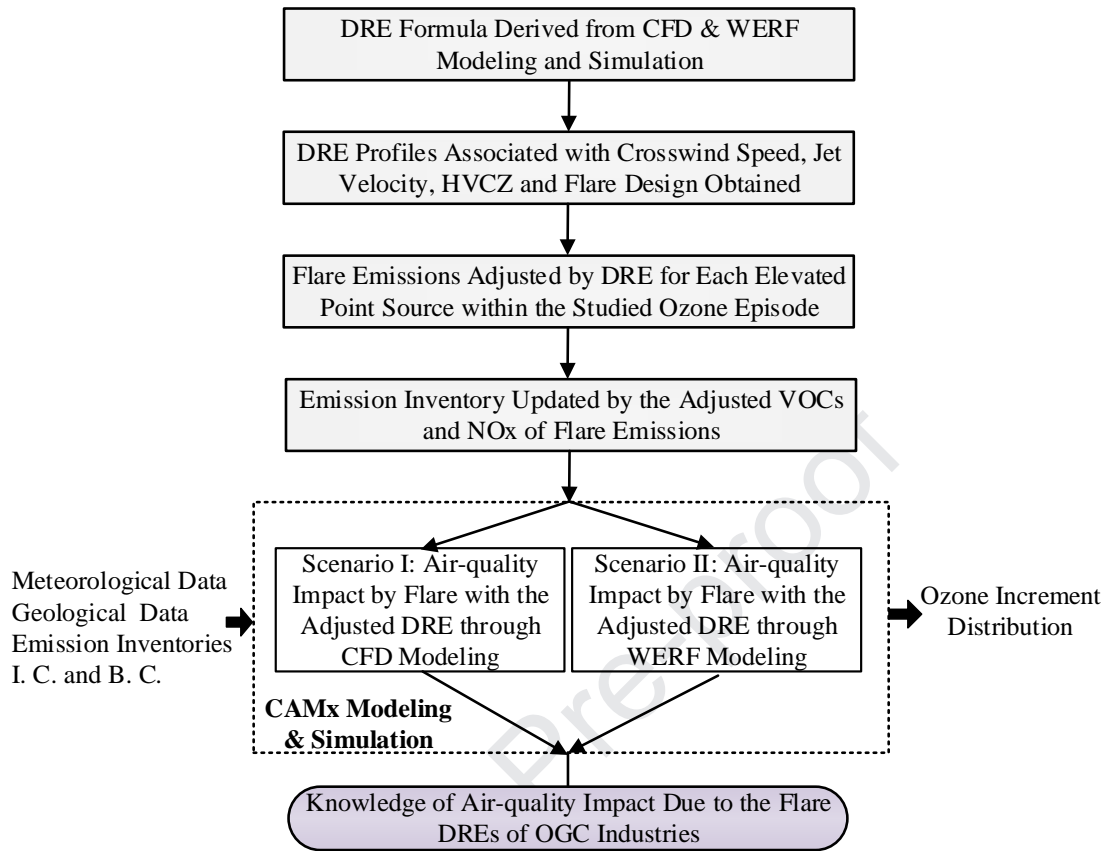 DRE Formula Derived from CFD & WERF
Modeling and Simulation
DRE Profiles Associated with Crosswind Speed, Jet
Velocity, HVCZ and Flare Design Obtained
Flare Emissions Adjusted by DRE for Each Elevated
Point Source within the Studied Ozone Episode
Emission Inventory Updated by the Adjusted VOCs
and NOx of Flare Emissions
Meteorological Data
Geological Data
Emission Inventories
I. C. and B. C.
Scenario I: Air-quality
Impact by Flare with the
Adjusted DRE through
CFD Modeling
Scenario II: Air-quality
Impact by Flare with the
Adjusted DRE through
WERF Modeling
CAMx Modeling
& Simulation
Ozone Increment
Distribution
Knowledge of Air-quality Impact Due to the Flare
DREs of OGC Industries
Pre-proof